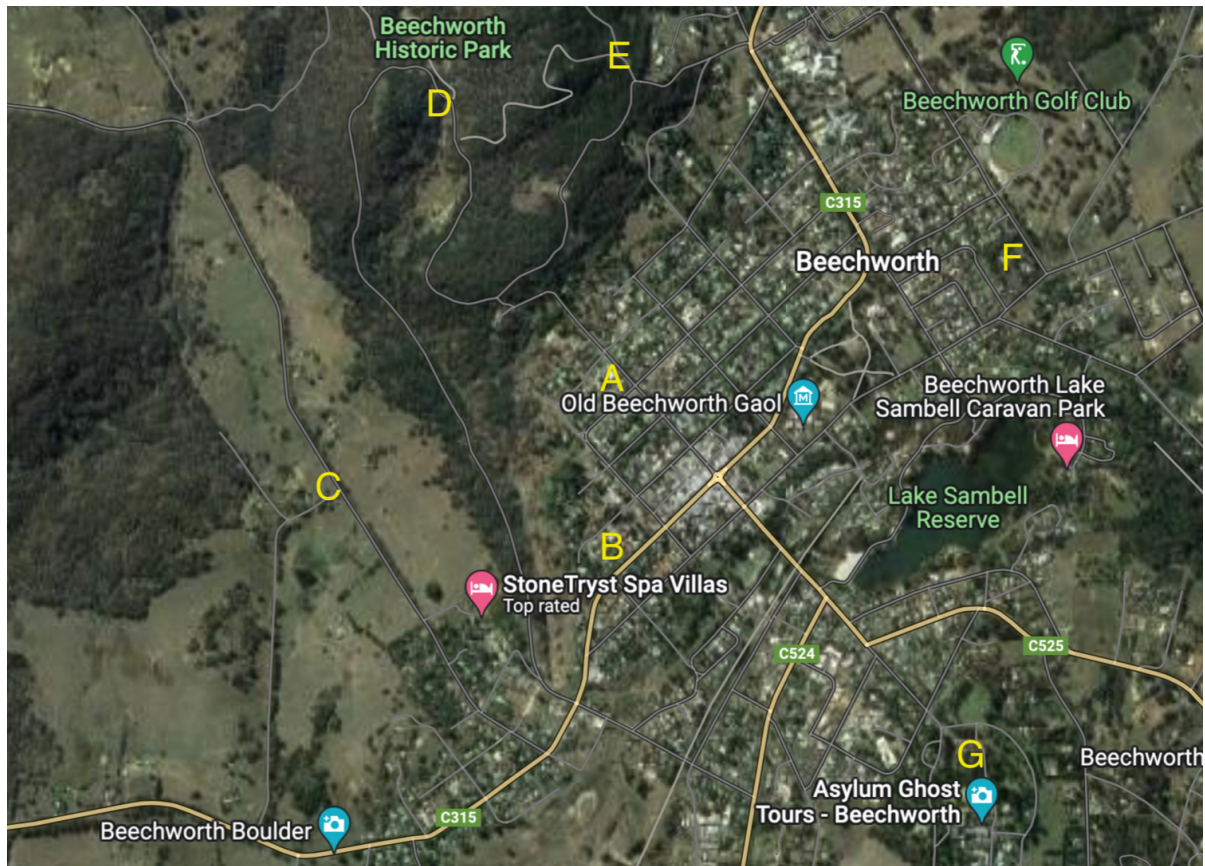 Beechworth
Historic Park
E
D
Beechworth Golf Club
C315
Beechworth
F
A
Old Beechworth Gaol
Beechworth Lake
Sambell Caravan Park
C
Lake Sambell
Reserve
B
StoneTryst Spa Villas
Top rated
C524
C525
G
Beechworth
Asylum Ghost
Tours - Beechworth
C315
Beechworth Boulder